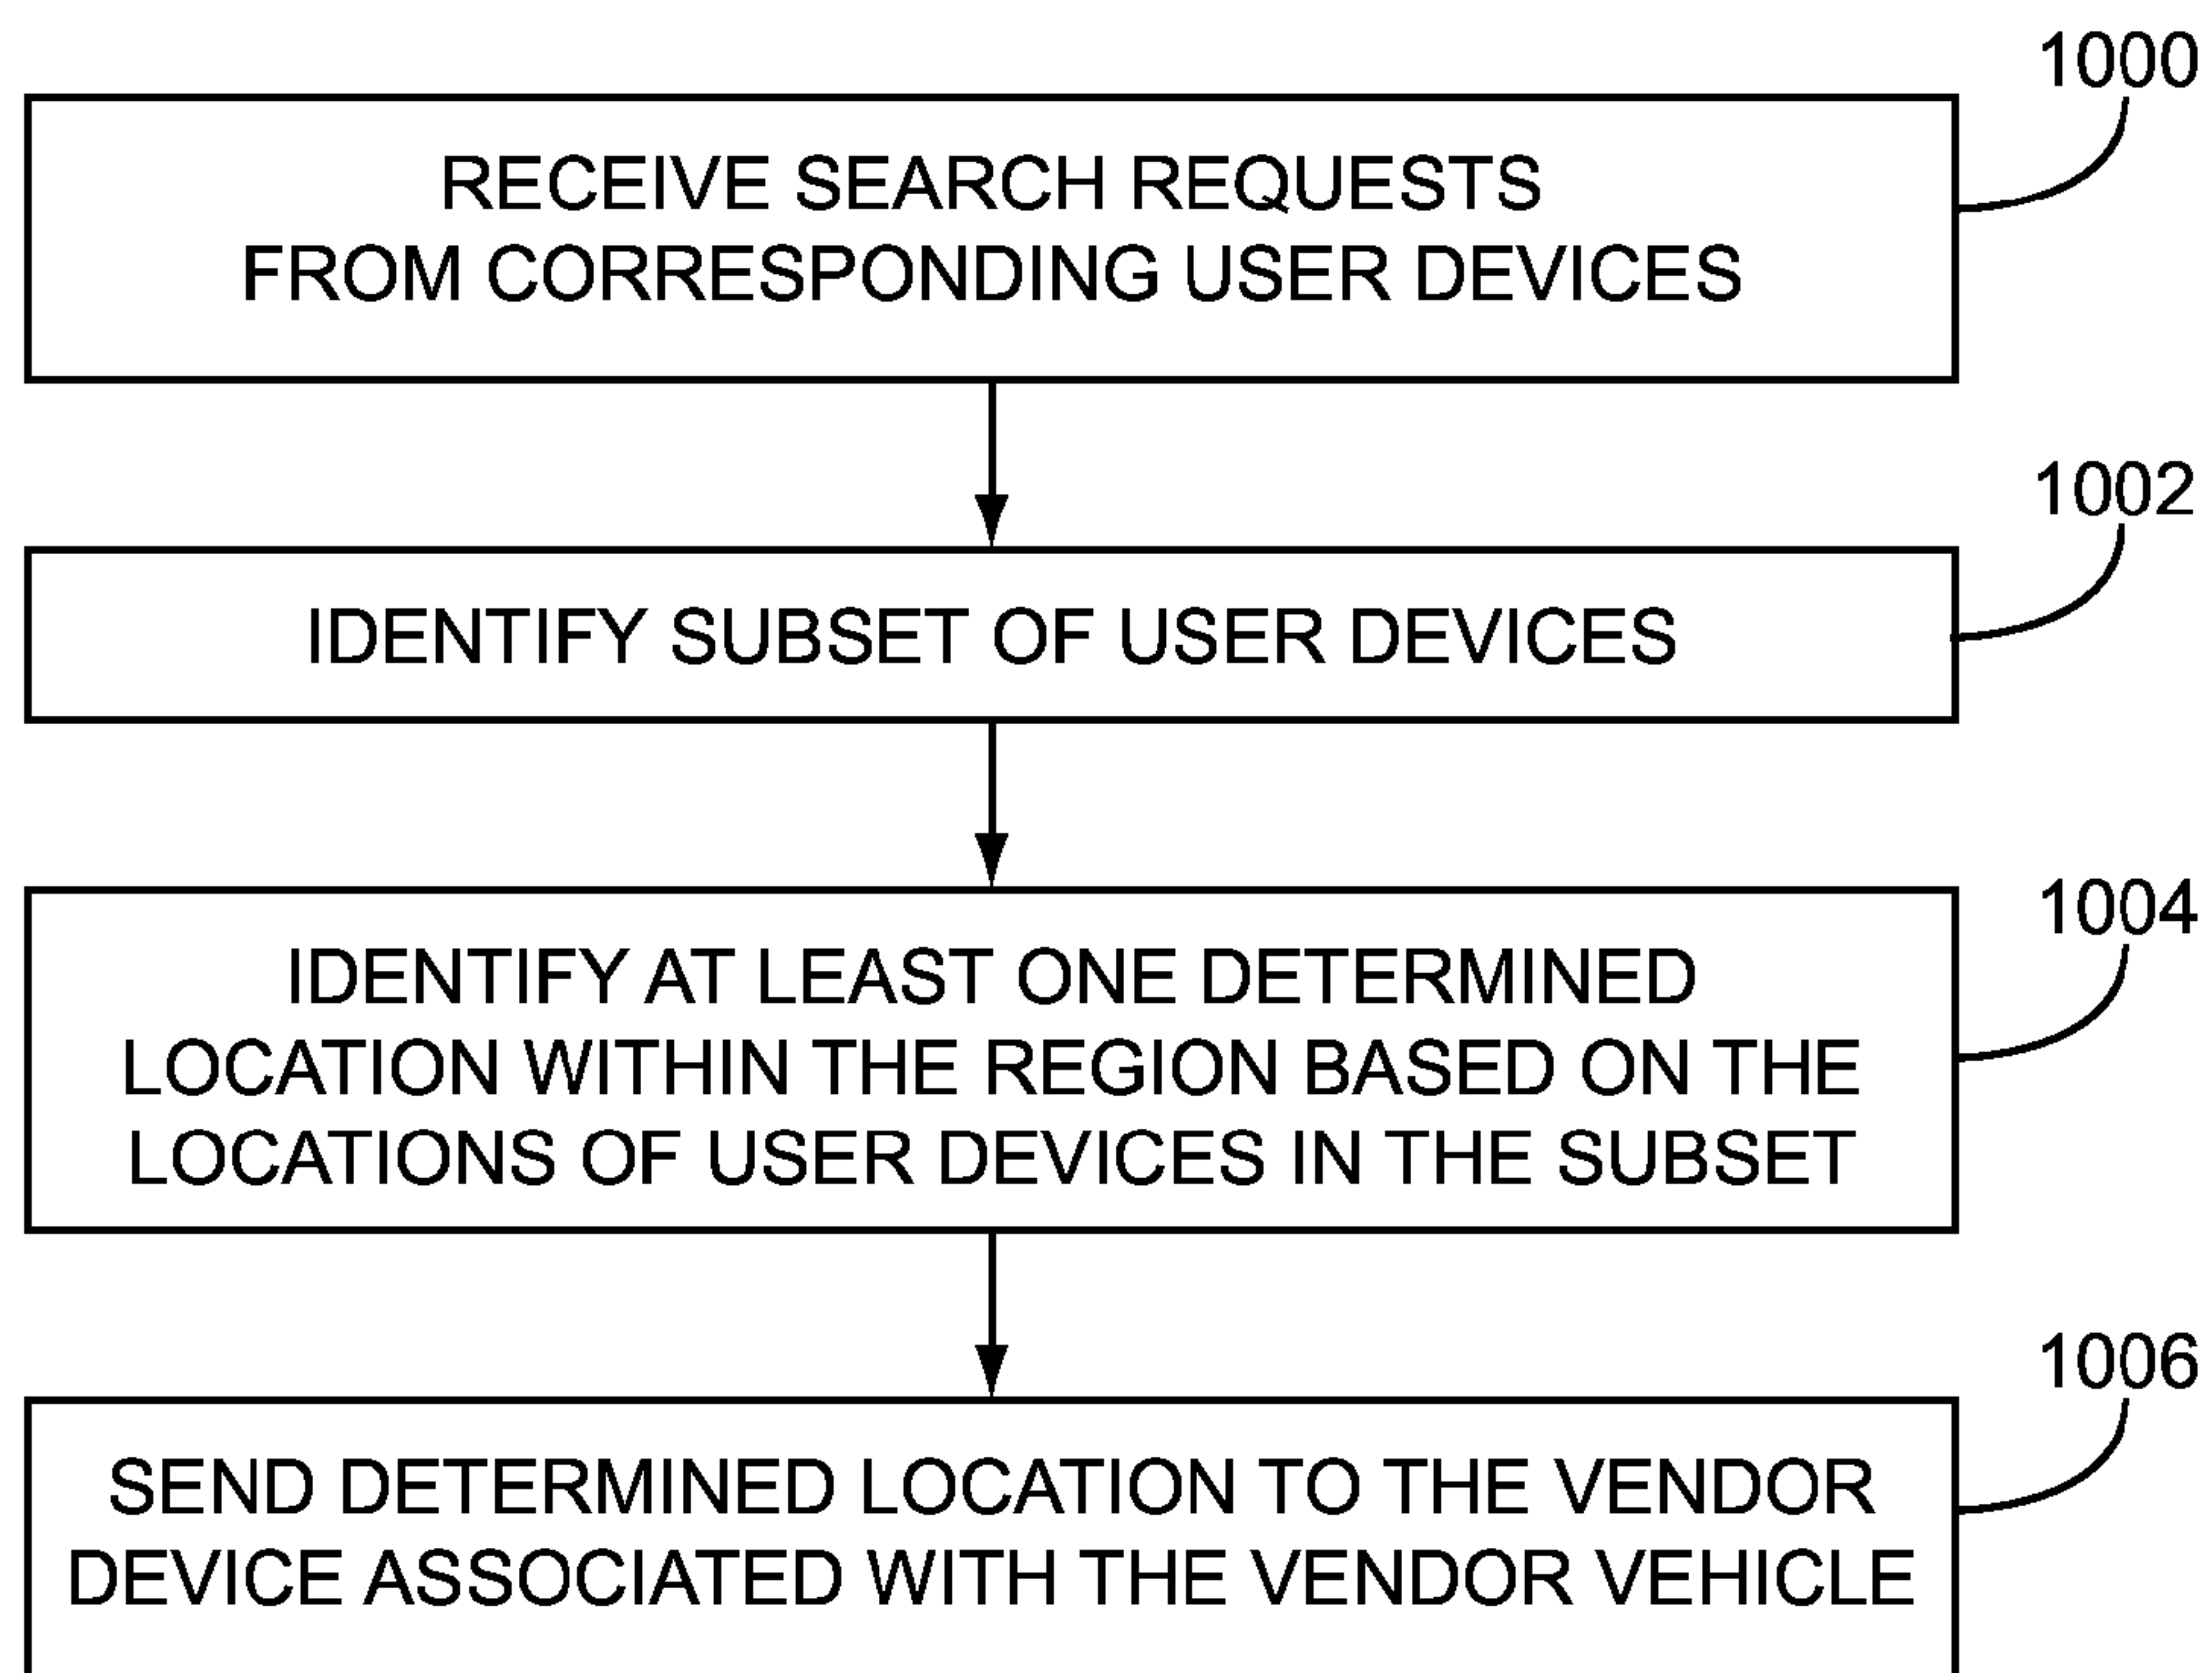 1000
RECEIVE SEARCH REQUESTS
FROM CORRESPONDING USER DEVICES
1002
IDENTIFY SUBSET OF USER DEVICES
1004
IDENTIFY AT LEAST ONE DETERMINED
LOCATION WITHIN THE REGION BASED ON THE
LOCATIONS OF USER DEVICES IN THE SUBSET
1006
SEND DETERMINED LOCATION TO THE VENDOR
DEVICE ASSOCIATED WITH THE VENDOR VEHICLE